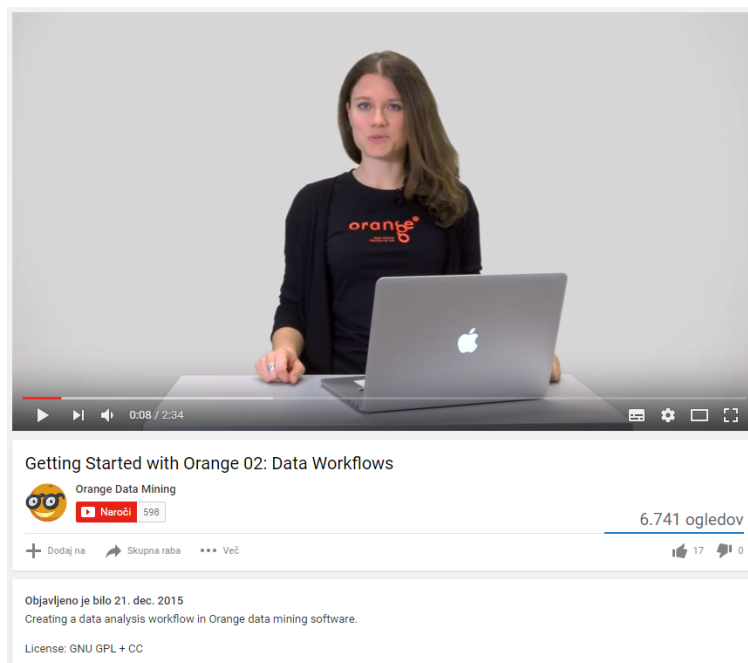 orange
0:08 / 2:34
Getting Started with Orange 02: Data Workflows
Orange Data Mining
Naroči 598
6.741 ogledov
Dodaj na Skupna raba Več 17 0
Objavljeno je bilo 21. dec. 2015
Creating a data analysis workflow in Orange data mining software.
License: GNU GPL + CC